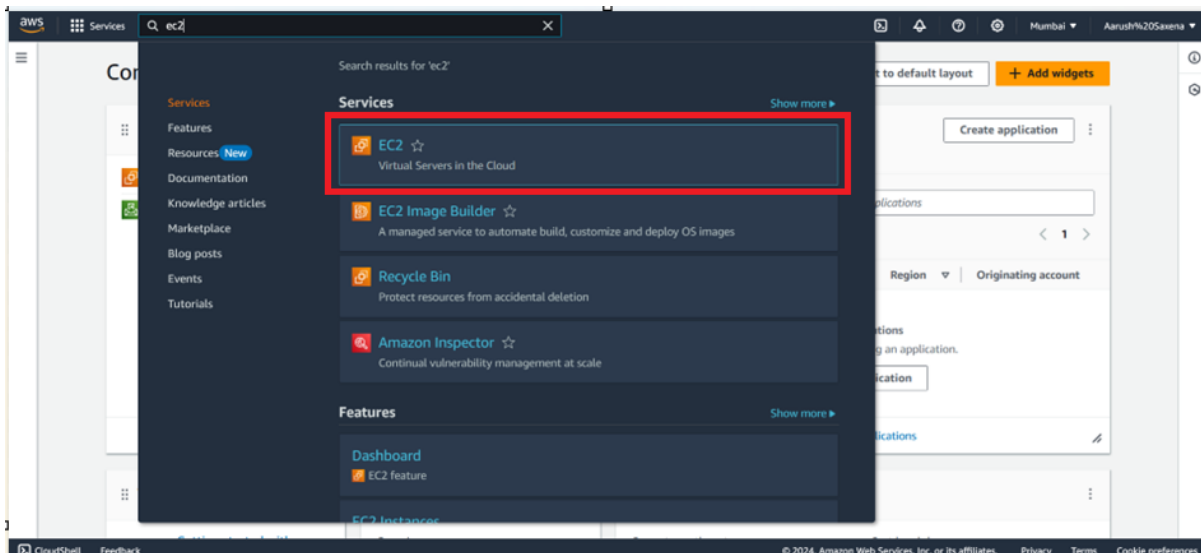 aws
Services
ec2
Mumbai
Aarush%20Saxena
Search results for 'ec2'
t to default layout
+ Add widgets
Services
Features
Resources New
Documentation
Knowledge articles
Marketplace
Blog posts
Events
Tutorials
Services
Show more
EC2
Virtual Servers in the Cloud
EC2 Image Builder
A managed service to automate build, customize and deploy OS images
Recycle Bin
Protect resources from accidental deletion
Amazon Inspector
Continual vulnerability management at scale
Features
Show more
Dashboard
EC2 feature
EC2 Instances
Create application
plications
1
Region
Originating account
tions
g an application.
ication
lications
CloudShell
Feedback
© 2024, Amazon Web Services, Inc. or its affiliates.
Privacy
Terms
Cookie preferences